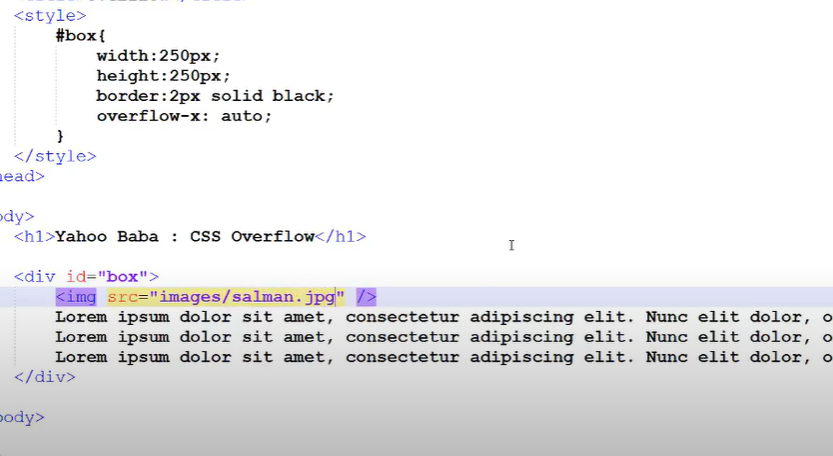 <style>
#box{
width:250px;
height:250px;
border:2px solid black;
overflow-x: auto;
}
</style>
head>
ody>
<h1>Yahoo Baba : CSS Overflow</h1>
<div id="box">
<img src="images/salman.jpg" />
Lorem ipsum dolor sit amet, consectetur adipiscing elit. Nunc elit dolor, o
Lorem ipsum dolor sit amet, consectetur adipiscing elit. Nunc elit dolor, o
Lorem ipsum dolor sit amet, consectetur adipiscing elit. Nunc elit dolor, o
</div>
body>